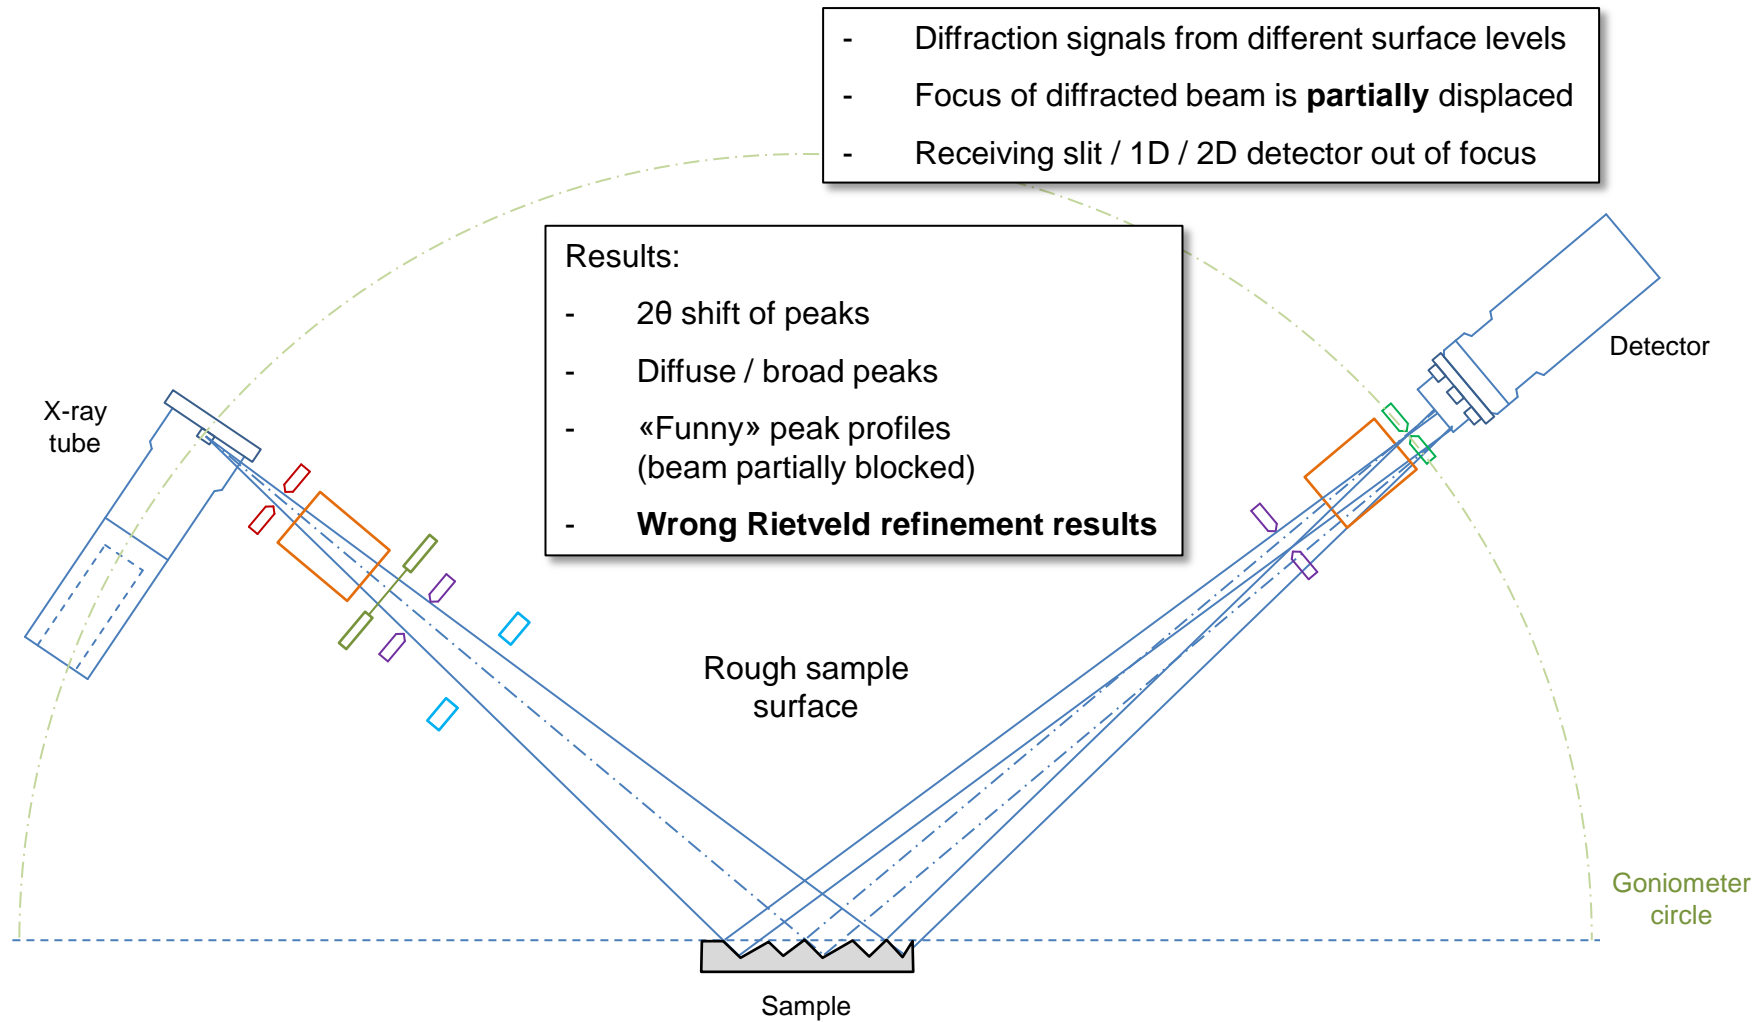 - Diffraction signals from different surface levels
- Focus of diffracted beam is partially displaced
- Receiving slit / 1D / 2D detector out of focus
Results:
- 2θ shift of peaks
- Diffuse / broad peaks
- «Funny» peak profiles
(beam partially blocked)
- Wrong Rietveld refinement results
Detector
X-ray
tube
Rough sample
surface
Goniometer
circle
Sample